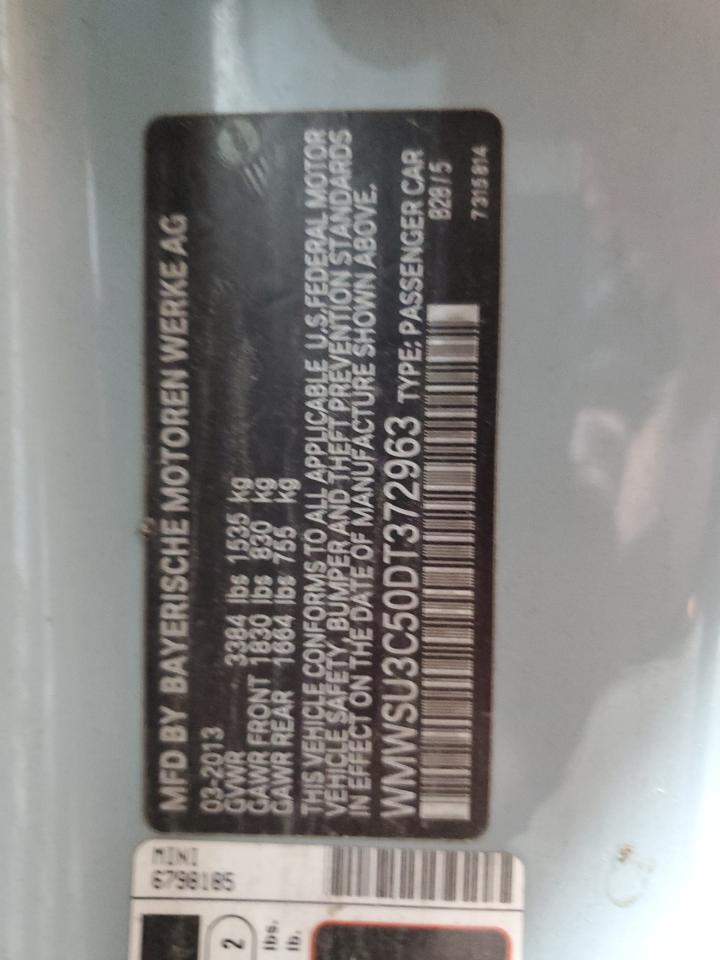 MFD BY BAYERISCHE MOTOREN WERKE AG
03-2013
GVWR 3384 lbs 1535 kg
GAWR FRONT 1830 lbs 830 kg
GAWR REAR 1664 lbs 755 kg
THIS VEHICLE CONFORMS TO ALL APPLICABLE U.S. FEDERAL MOTOR
VEHICLE SAFETY, BUMPER AND THEFT PREVENTION STANDARDS
IN EFFECT ON THE DATE OF MANUFACTURE SHOWN ABOVE.
WMWSU3C50DT372963 TYPE: PASSENGER CAR
B28 / 5
7315814
MINI
6798185
2
lbs.
lb.